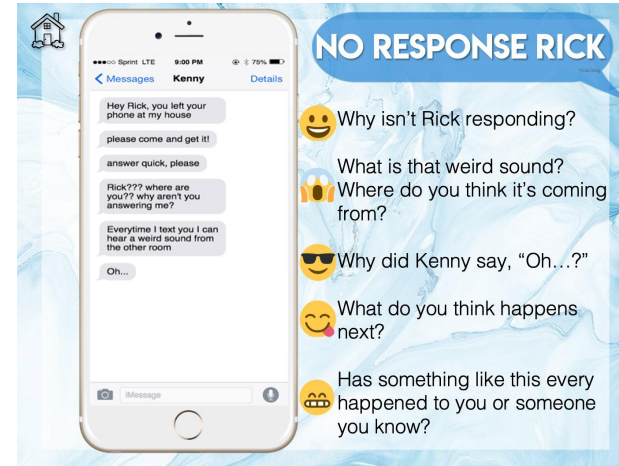 Sprint LTE
9:00 PM
75%
Messages
Kenny
Details
Hey Rick, you left your
phone at my house
please come and get it!
answer quick, please
Rick??? where are
you?? why aren't you
answering me?
Everytime I text you I can
hear a weird sound from
the other room
Oh...
iMessage
NO RESPONSE RICK
Why isn't Rick responding?
What is that weird sound?
Where do you think it's coming
from?
Why did Kenny say, “Oh…?”
What do you think happens
next?
Has something like this every
happened to you or someone
you know?